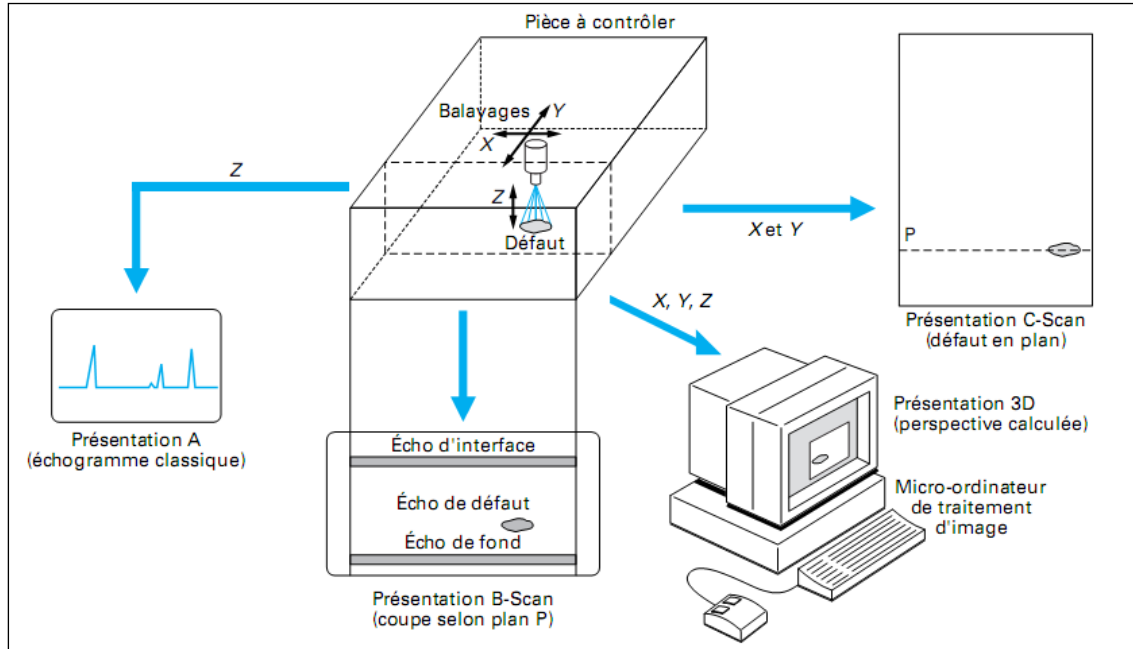 Pièce à contrôler
Balayages
Y
X
Z
Z
Défaut
X et Y
P
Présentation C-Scan
(défaut en plan)
X, Y, Z
Présentation A
(échogramme classique)
Écho d'interface
Écho de défaut
Écho de fond
Présentation B-Scan
(coupe selon plan P)
Présentation 3D
(perspective calculée)
Micro-ordinateur
de traitement
d'image